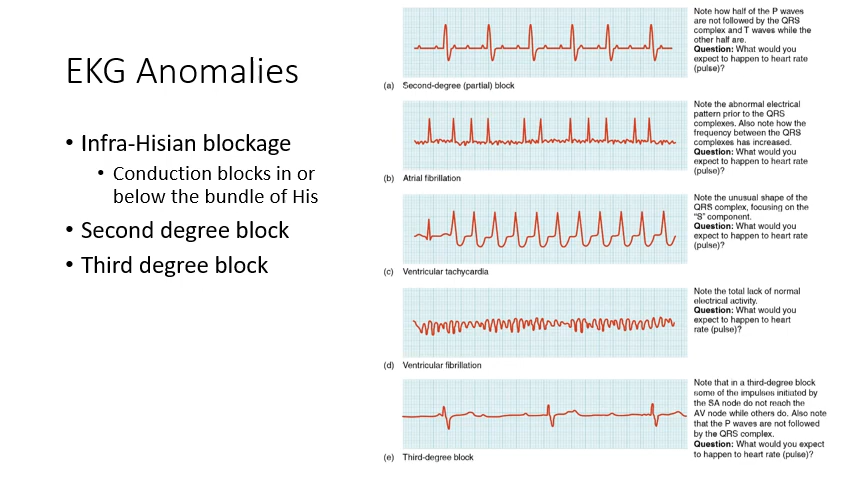 EKG Anomalies
• Infra-Hisian blockage
• Conduction blocks in or
below the bundle of His
• Second degree block
• Third degree block
Note how half of the P waves
are not followed by the QRS
complex and T waves while the
other half are.
Question: What would you
expect to happen to heart rate
(pulse)?
(a) Second-degree (partial) block
Note the abnormal electrical
pattern prior to the QRS
complexes. Also note how the
frequency between the QRS
complexes has increased.
Question: What would you
expect to happen to heart rate
(pulse)?
(b) Atrial fibrillation
Note the unusual shape of the
QRS complex, focusing on the
“S” component.
Question: What would you
expect to happen to heart rate
(pulse)?
(c) Ventricular tachycardia
Note the total lack of normal
electrical activity.
Question: What would you
expect to happen to heart
rate (pulse)?
(d) Ventricular fibrillation
Note that in a third-degree block
some of the impulses initiated by
the SA node do not reach the
AV node while others do. Also note
that the P waves are not followed
by the QRS complex.
Question: What would you expect
to happen to heart rate (pulse)?
(e) Third-degree block